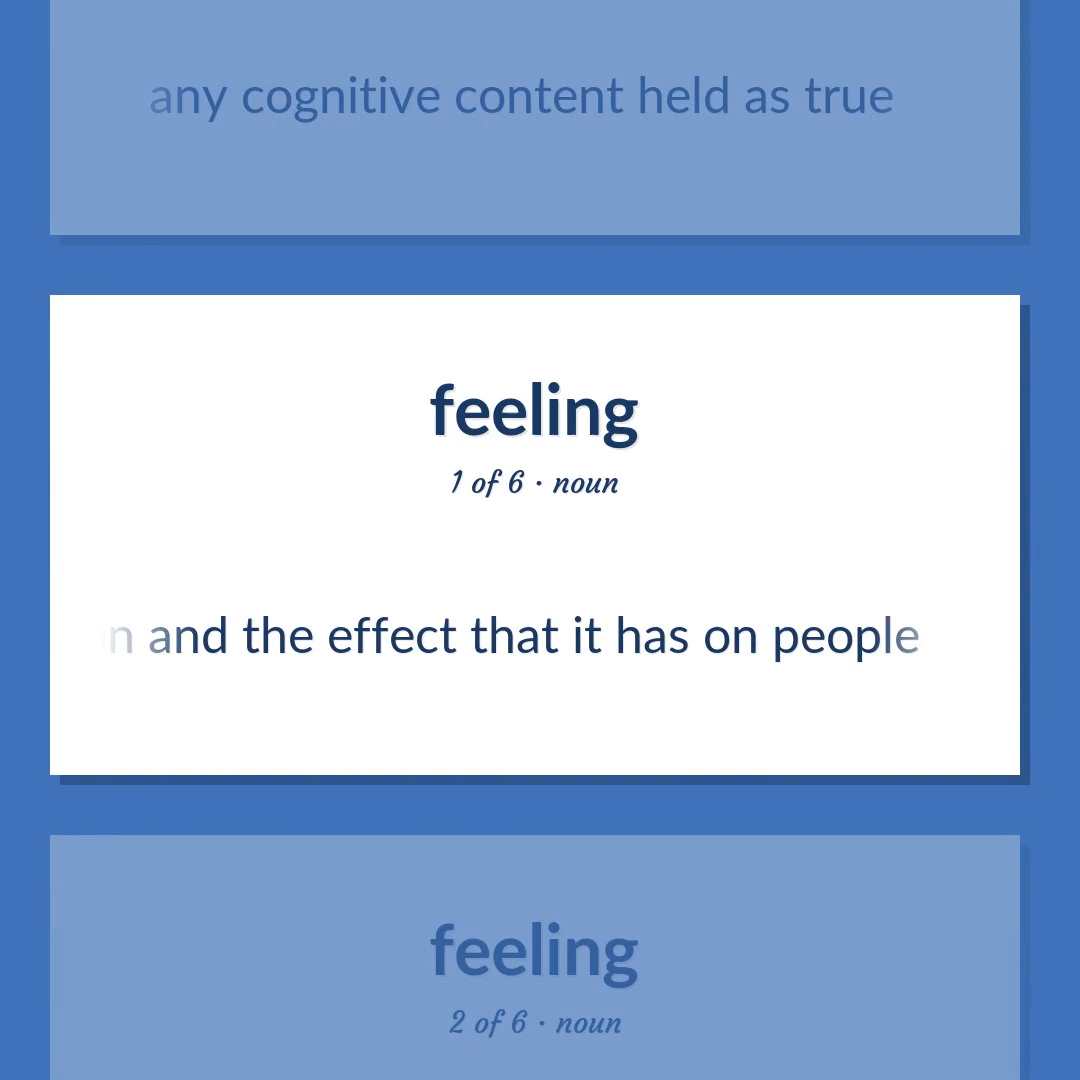 any cognitive content held as true
feeling
1 of 6 · noun
and the effect that it has on people
feeling
2 of 6 · noun